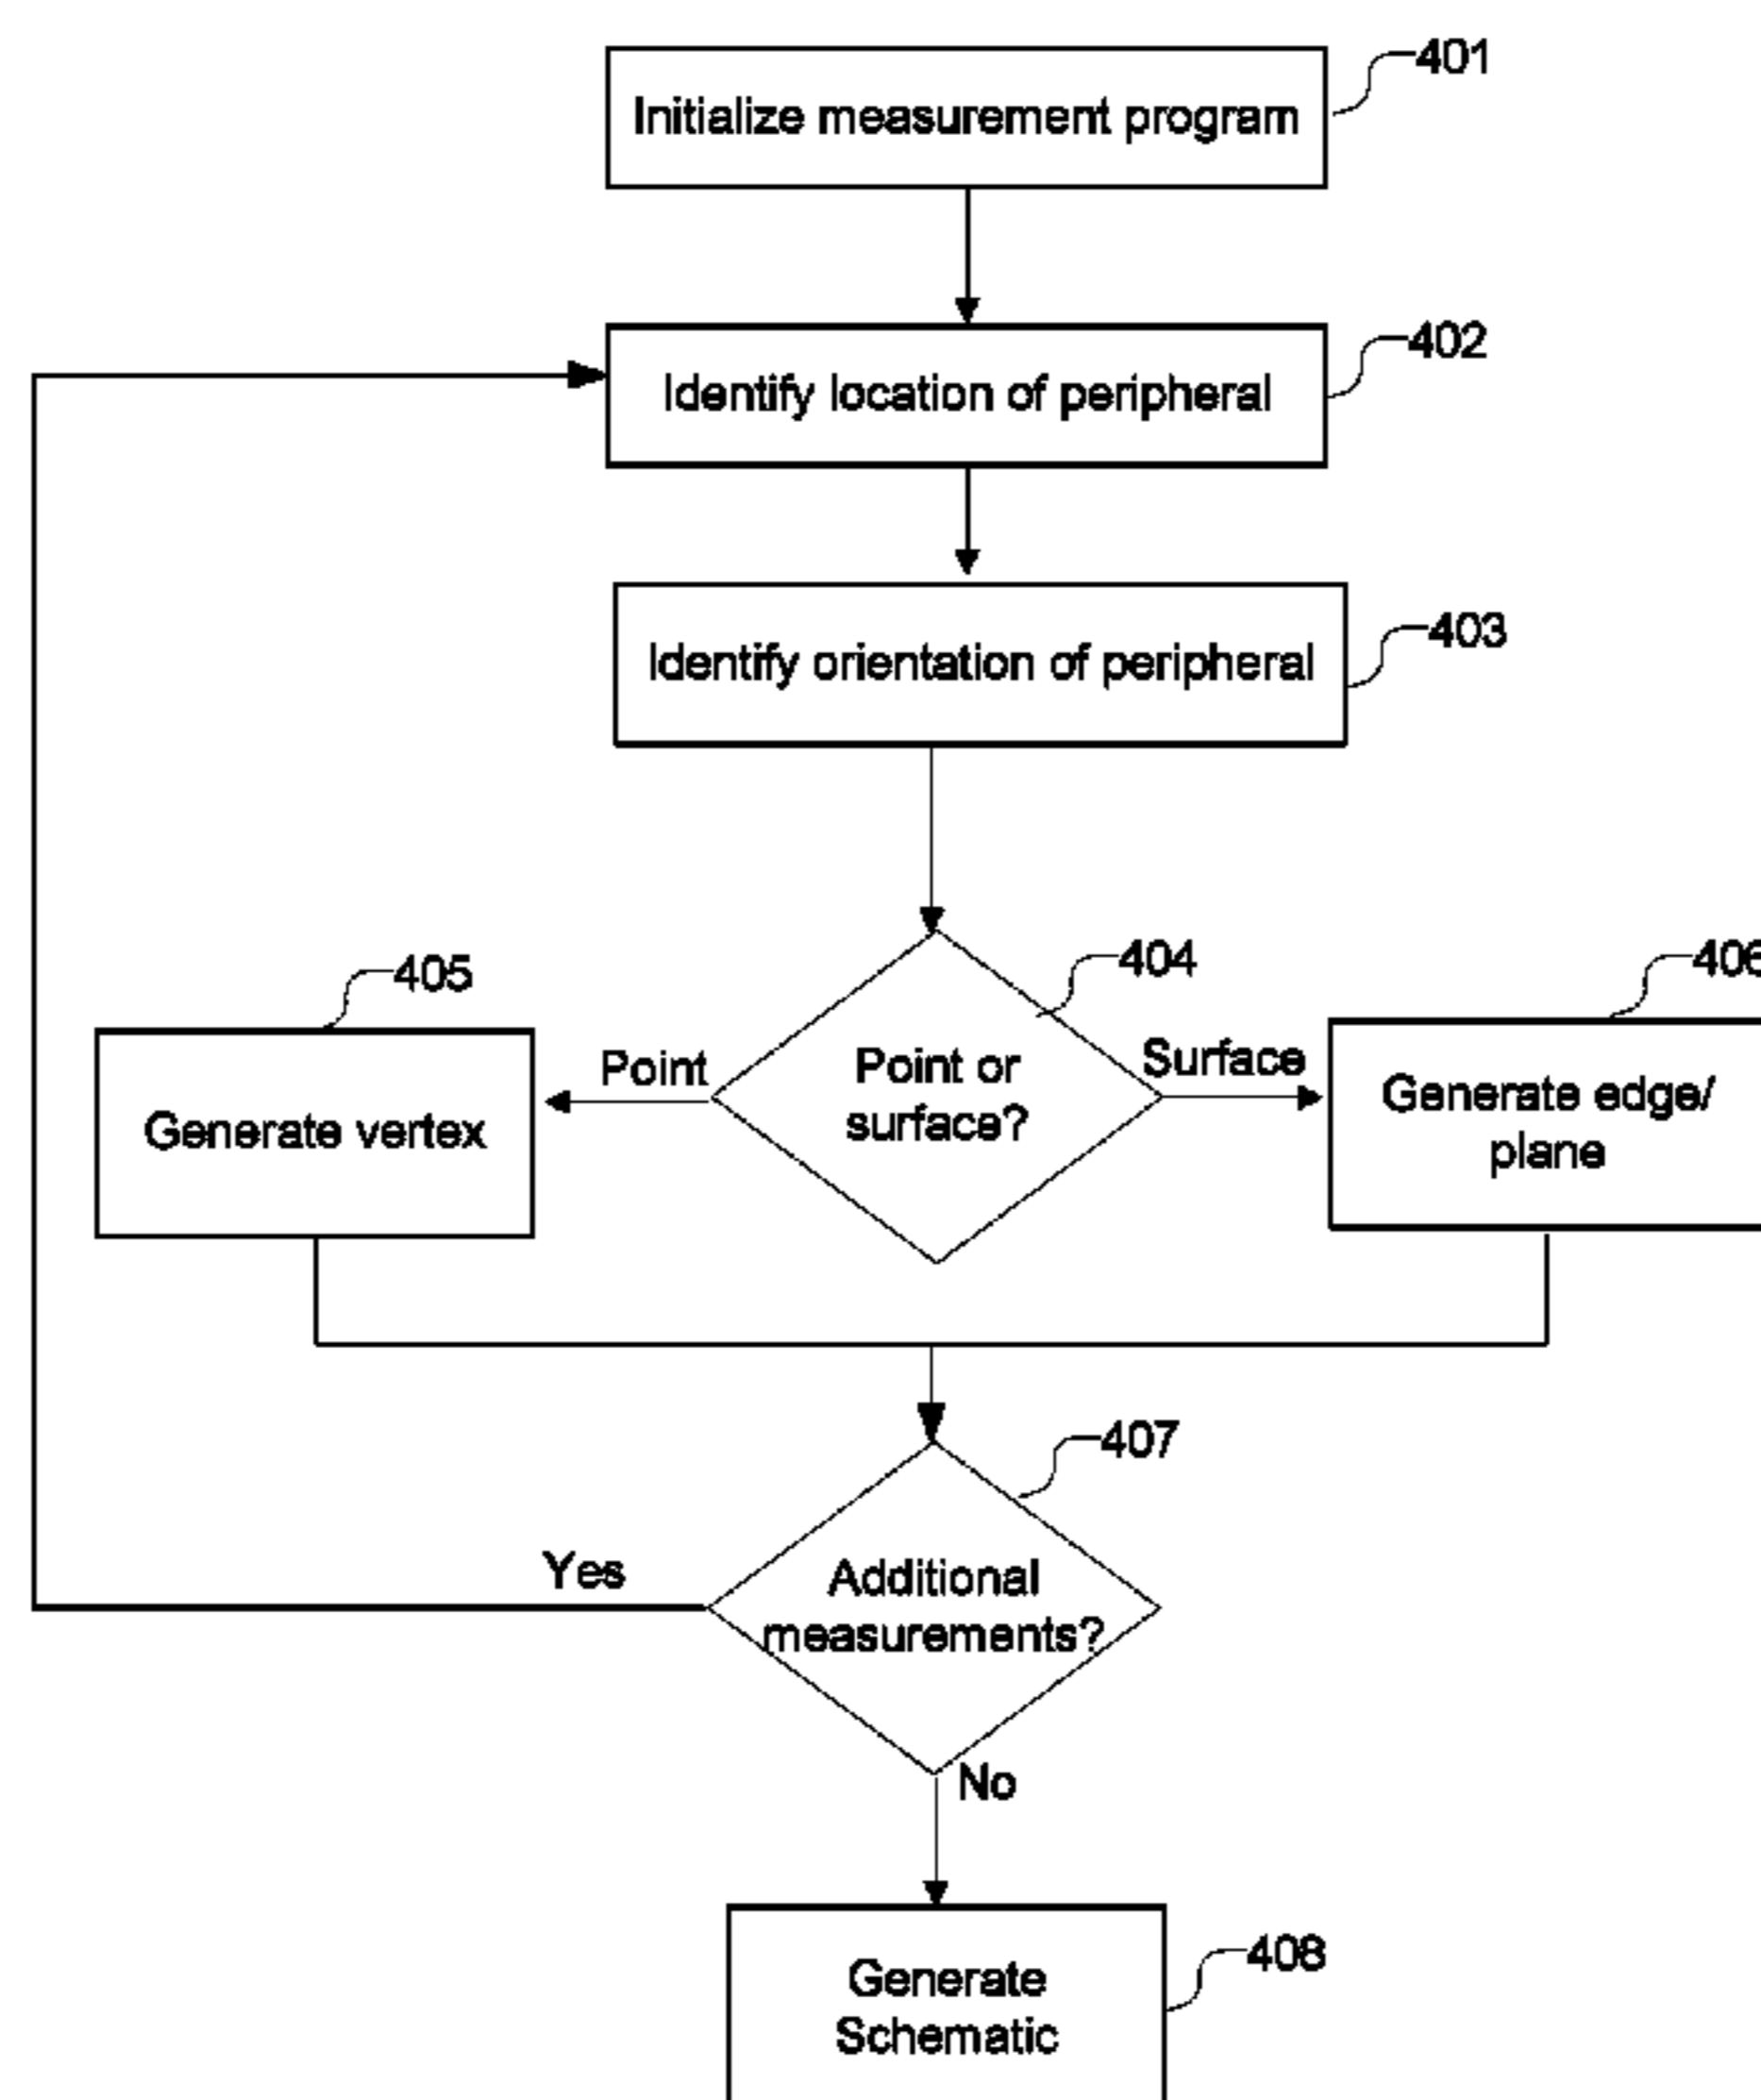 401
Initialize measurement program
402
Identify location of peripheral
403
Identify orientation of peripheral
404
405
406
Point
Point or
surface?
Surface
Generate vertex
Generate edge/
plane
407
Yes
Additional
measurements?
No
408
Generate
Schematic